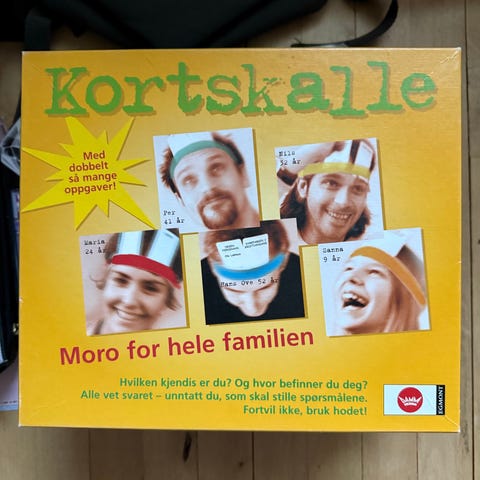 Kortskalle
Med
dobbelt
så mange
oppgaver!
Per
41 år
Nils
52 år
Maria
24 år
Hans Ove 52 år
Sanna
9 år
Moro for hele familien
Hvilken kjendis er du? Og hvor befinner du deg?
Alle vet svaret – unntatt du, som skal stille spørsmålene.
Fortvil ikke, bruk hodet!
DAMM
EGMONT